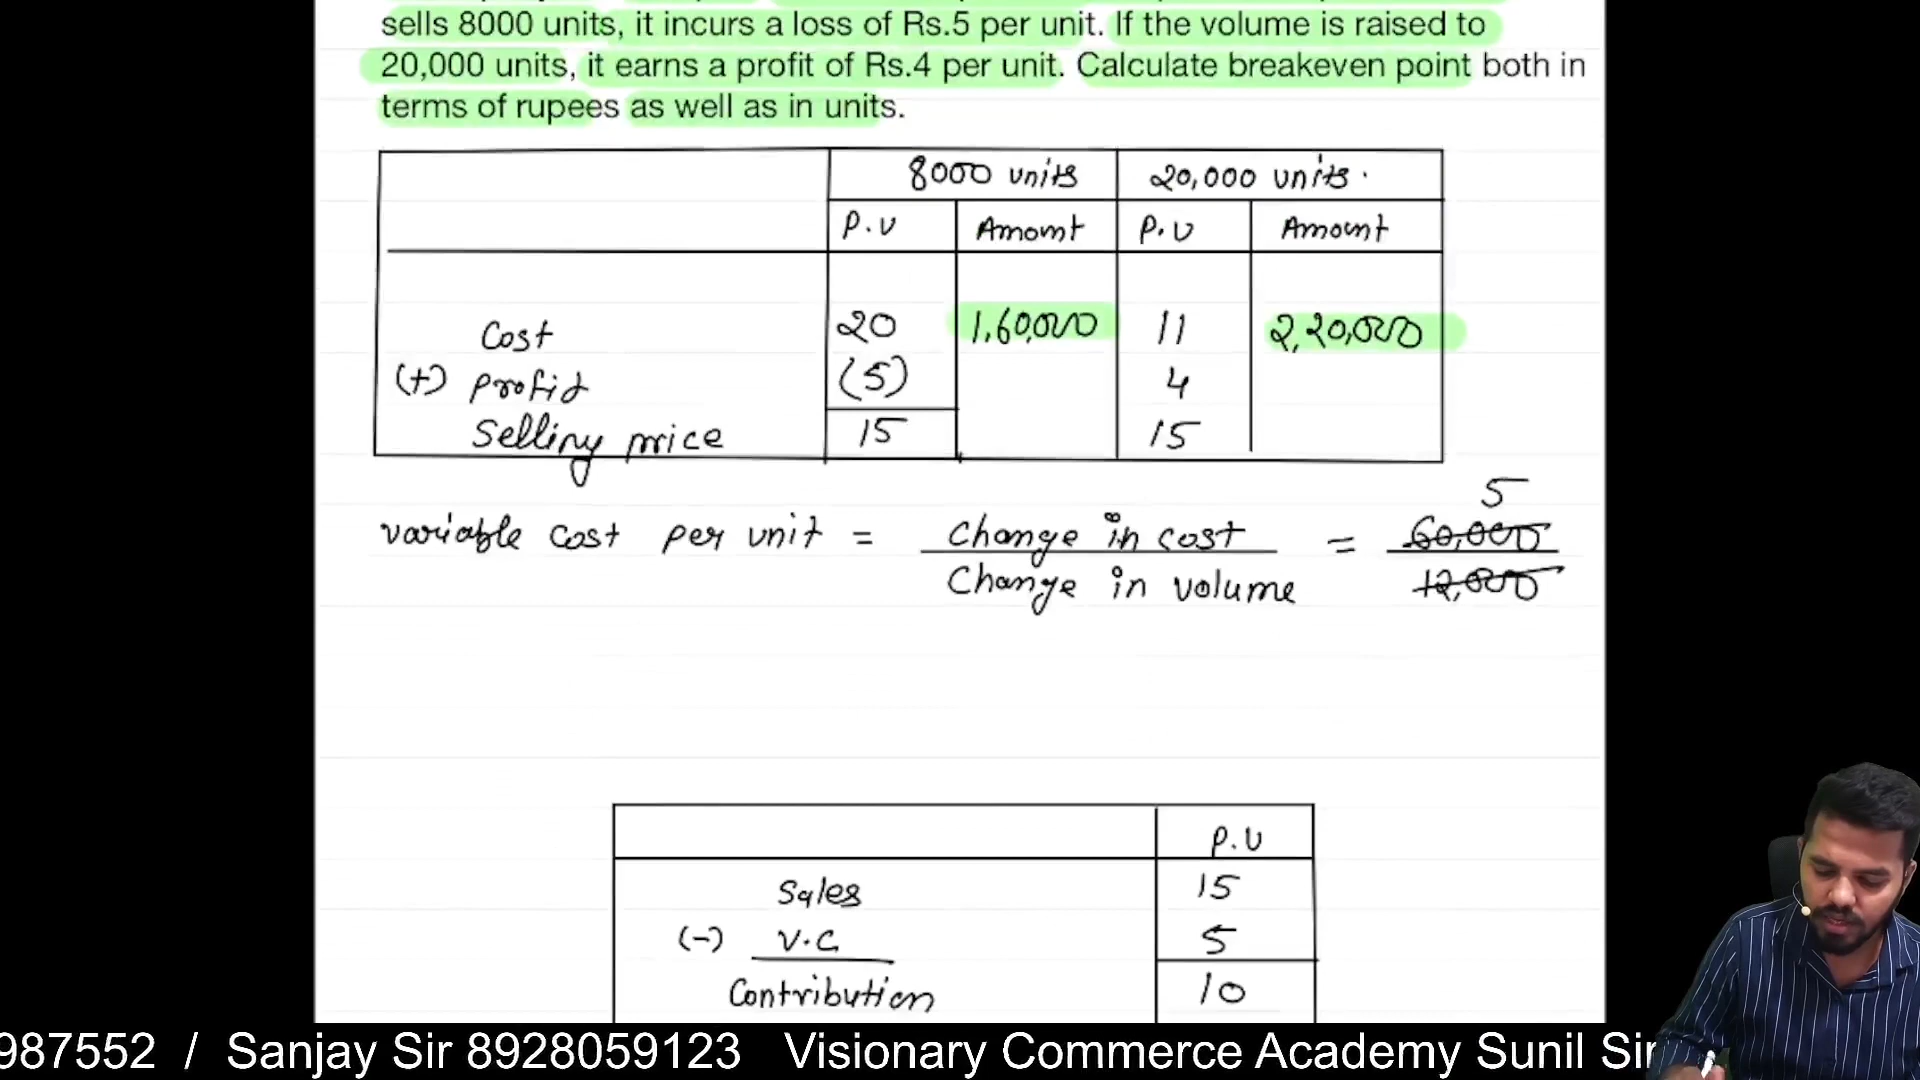 sells 8000 units, it incurs a loss of Rs.5 per unit. If the volume is raised to
20,000 units, it earns a profit of Rs.4 per unit. Calculate breakeven point both in
terms of rupees as well as in units.
8000 units 20,000 units.
P.U Amount P.U Amount
Cost 20 1,60,000 11 2,20,000
(+) Profit (5) 4
Selling price 15 15
5
variable cost per unit = Change in cost = 60,000
Change in volume 12,000
P.U
Sales 15
(-) V.C 5
Contribution 10
987552 / Sanjay Sir 8928059123 Visionary Commerce Academy Sunil Sir